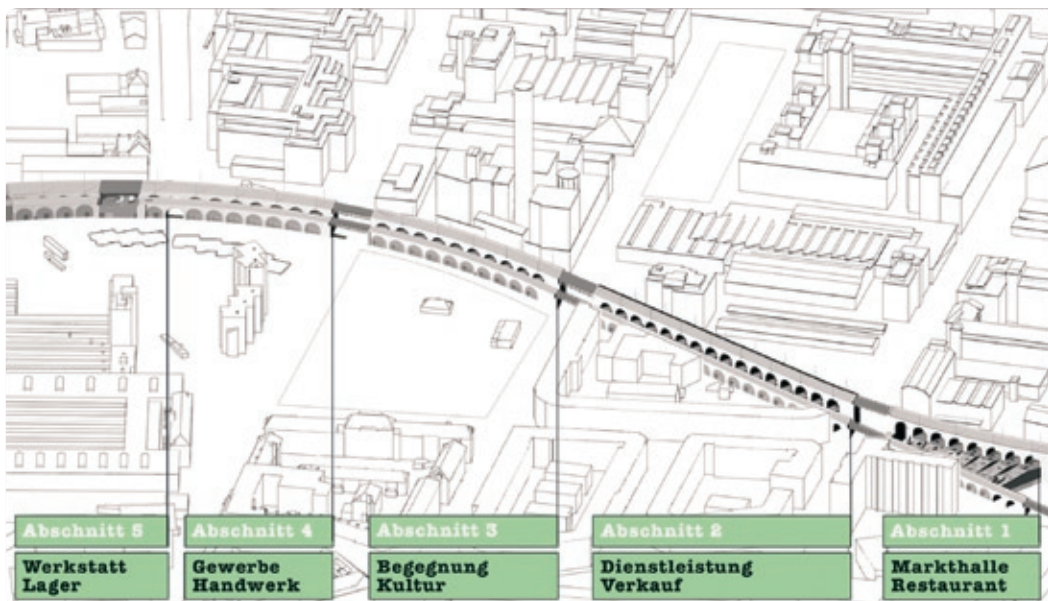 Abschnitt 5
Abschnitt 4
Abschnitt 3
Abschnitt 2
Abschnitt 1
Werkstatt
Lager
Gewerbe
Handwerk
Begegnung
Kultur
Dienstleistung
Verkauf
Markthalle
Restaurant